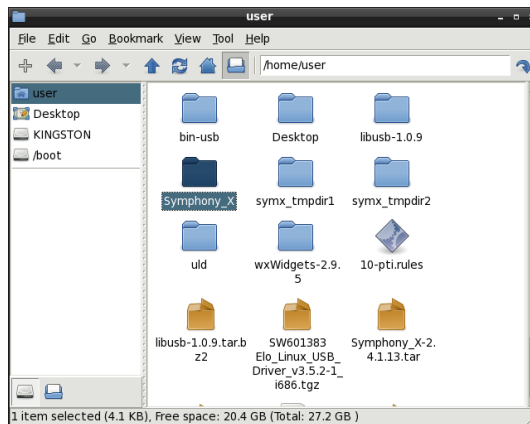 user
File Edit Go Bookmark View Tool Help
/home/user
user
Desktop
KINGSTON
/boot
bin-usb
Desktop
libusb-1.0.9
Symphony_X
symx_tmpdir1
symx_tmpdir2
uld
wxWidgets-2.9.
5
10-pti.rules
libusb-1.0.9.tar.b
z2
SW601383
Elo_Linux_USB_
Driver_v3.5.2-1_
i686.tgz
Symphony_X-2.
4.1.13.tar
1 item selected (4.1 KB), Free space: 20.4 GB (Total: 27.2 GB )